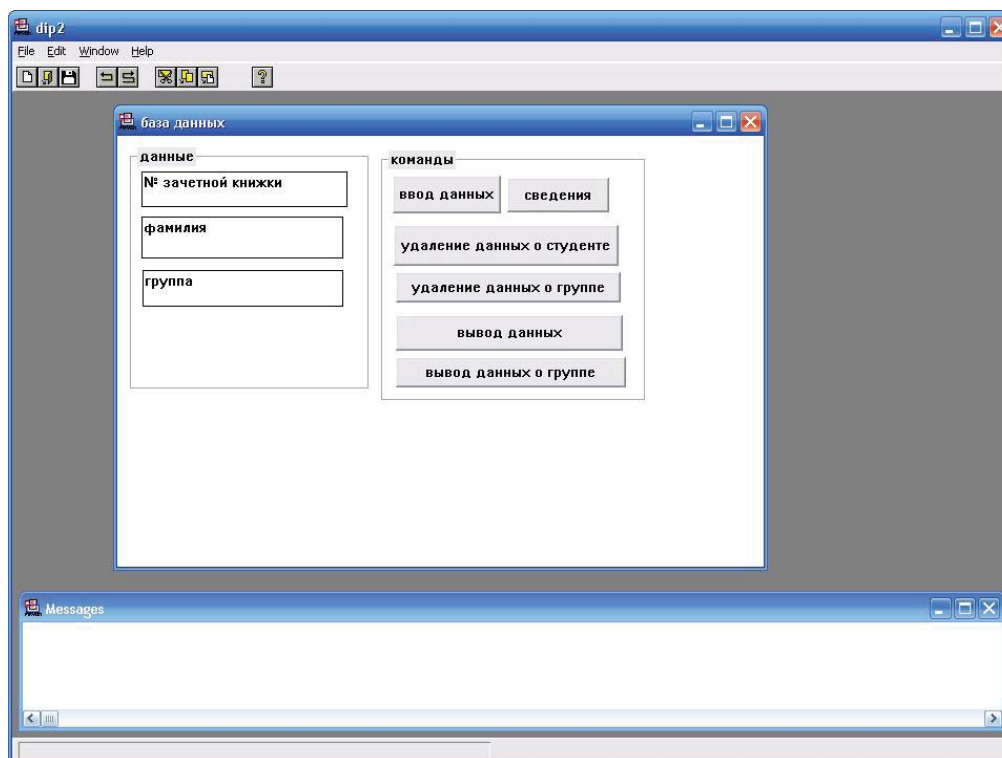 dip2
File Edit Window Help
база данных
данные
№ зачетной книжки
фамилия
группа
команды
ввод данных
сведения
удаление данных о студенте
удаление данных о группе
вывод данных
вывод данных о группе
Messages